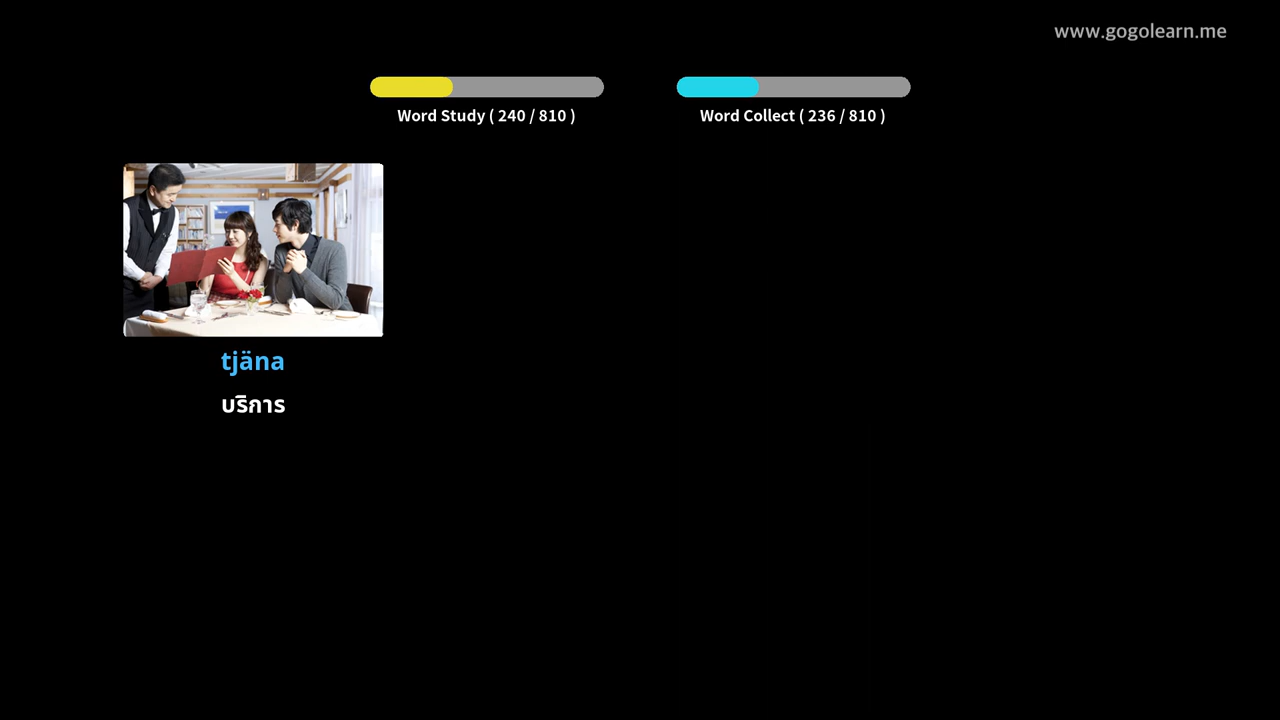 www.gogolearn.me
Word Study ( 240 / 810 )
Word Collect ( 236 / 810 )
tjäna
บริการ